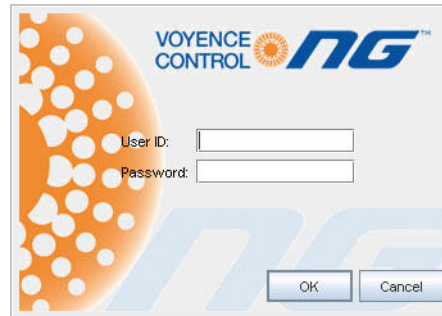 VOYENCE
CONTROL NG™
User ID:
Password:
OK Cancel